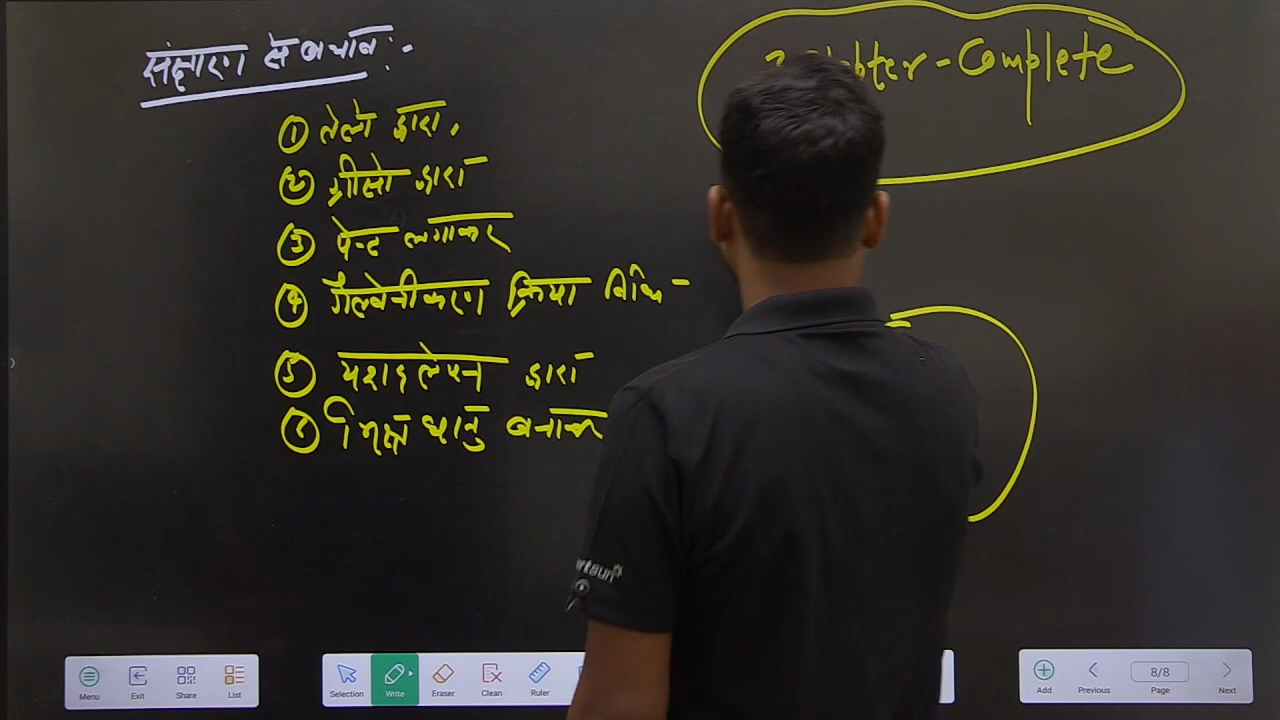 संक्षारण से बचाव:-
① तेलो द्वारा.
② ग्रीसो द्वारा
③ पेन्ट लगाकर
④ गैल्वेनीकरण क्रिया विधि -
⑤ यशदलेपन द्वारा
⑥ मिश्र धातु बनाकर
- Complete
Menu Exit Share List Selection Write Eraser Clean Ruler Add Previous 8/8 Page Next